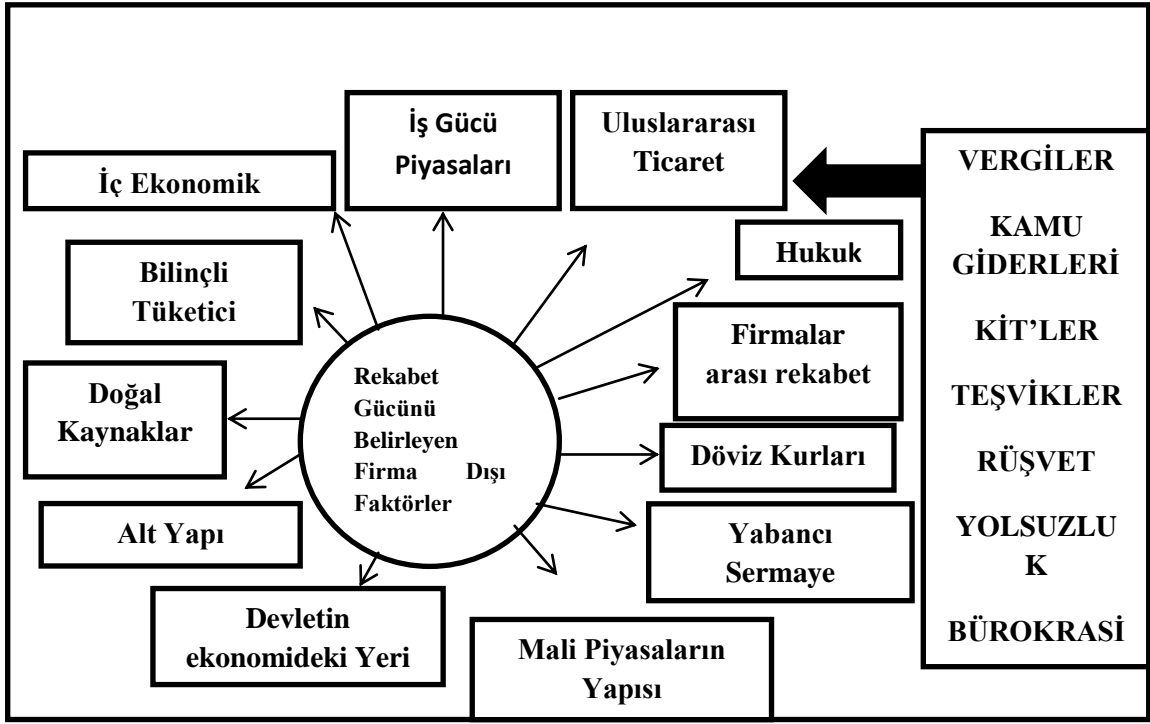 İş Gücü
Piyasaları
Uluslararası
Ticaret
İç Ekonomik
Bilinçli
Tüketici
Doğal
Kaynaklar
Alt Yapı
Devletin
ekonomideki Yeri
Rekabet
Gücünü
Belirleyen
Firma Dışı
Faktörler
Hukuk
Firmalar
arası rekabet
Döviz Kurları
Yabancı
Sermaye
Mali Piyasaların
Yapısı
VERGİLER
KAMU
GİDERLERİ
KİT’LER
TEŞVİKLER
RÜŞVET
YOLSUZLU
K
BÜROKRASİ